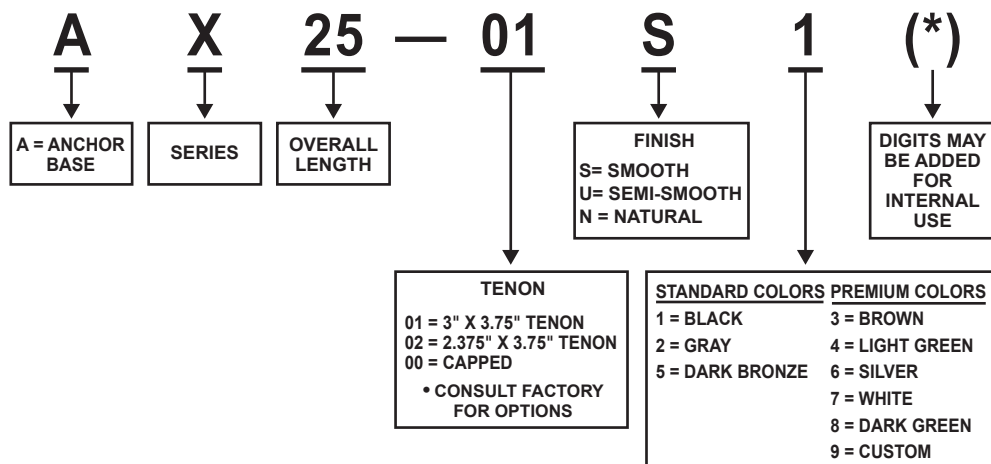 A X 25 — 01 S 1 (*)
A = ANCHOR
BASE
SERIES
OVERALL
LENGTH
FINISH
S= SMOOTH
U= SEMI-SMOOTH
N = NATURAL
DIGITS MAY
BE ADDED
FOR
INTERNAL
USE
TENON
01 = 3" X 3.75" TENON
02 = 2.375" X 3.75" TENON
00 = CAPPED
• CONSULT FACTORY
FOR OPTIONS
STANDARD COLORS
1 = BLACK
2 = GRAY
5 = DARK BRONZE
PREMIUM COLORS
3 = BROWN
4 = LIGHT GREEN
6 = SILVER
7 = WHITE
8 = DARK GREEN
9 = CUSTOM